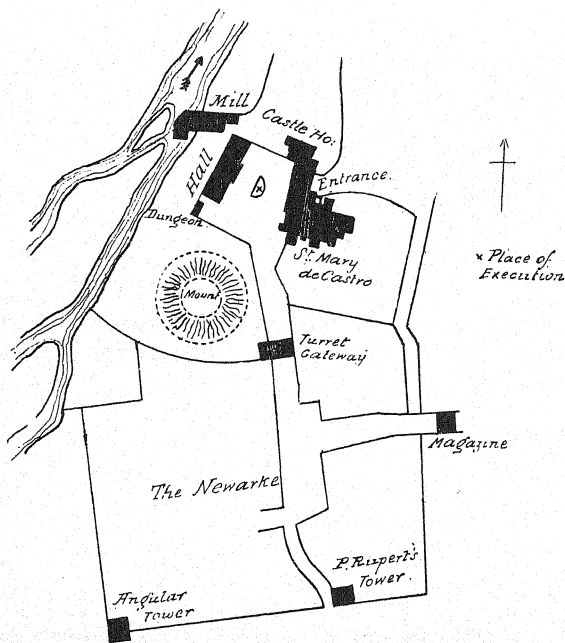 Mill
Castle Ho:
Hall
Entrance.
Dungeon.
St. Mary
de Castro
x Place of
Execution
Mount
Turret
Gateway
Magazine
The Newarke
P. Rupert's
Tower.
Angular
Tower